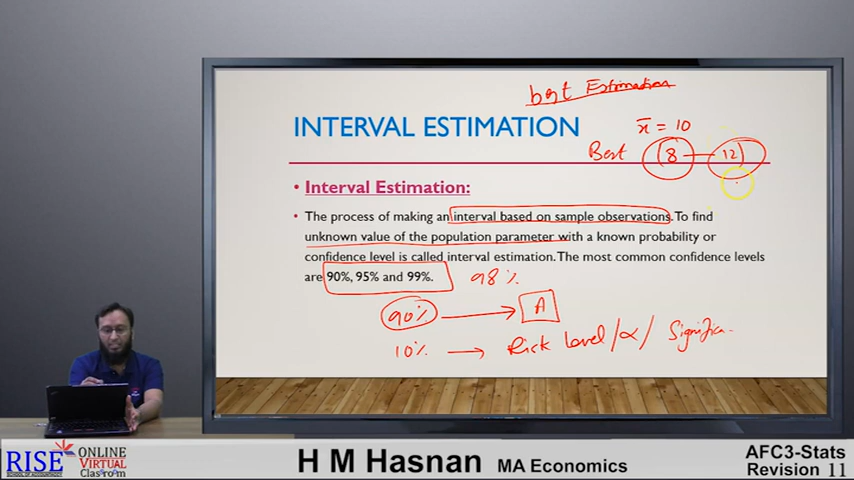 best Estimation
INTERVAL ESTIMATION
x̄ = 10
Best (8 — 12)
• Interval Estimation:
• The process of making an interval based on sample observations. To find
unknown value of the population parameter with a known probability or
confidence level is called interval estimation. The most common confidence levels
are 90%, 95% and 99%. 98%
90% → A
10% → Risk Level / α / Significa..
RISE
SCHOOL OF ACCOUNTANCY
ONLINE
VIRTUAL
Classroom
H M Hasnan MA Economics
AFC3-Stats
Revision 11